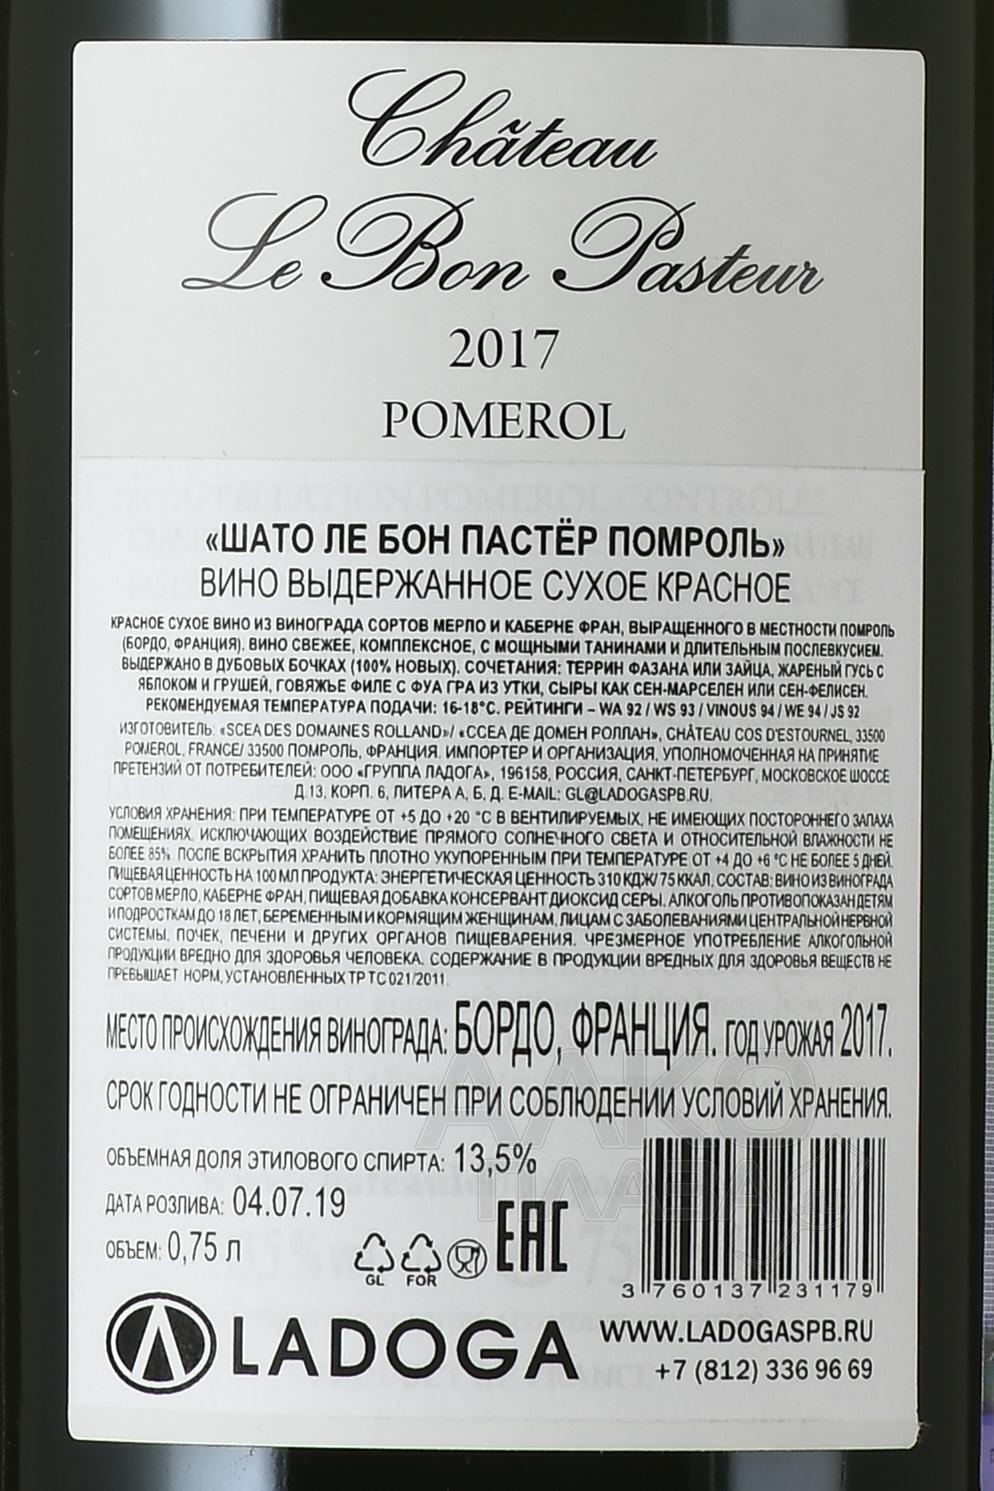 Château
Le Bon Pasteur
2017
POMEROL
«ШАТО ЛЕ БОН ПАСТЁР ПОМРОЛЬ»
ВИНО ВЫДЕРЖАННОЕ СУХОЕ КРАСНОЕ
КРАСНОЕ СУХОЕ ВИНО ИЗ ВИНОГРАДА СОРТОВ МЕРЛО И КАБЕРНЕ ФРАН, ВЫРАЩЕННОГО В МЕСТНОСТИ ПОМРОЛЬ
(БОРДО, ФРАНЦИЯ). ВИНО СВЕЖЕЕ, КОМПЛЕКСНОЕ, С МОЩНЫМИ ТАНИНАМИ И ДЛИТЕЛЬНЫМ ПОСЛЕВКУСИЕМ.
ВЫДЕРЖАНО В ДУБОВЫХ БОЧКАХ (100% НОВЫХ). СОЧЕТАНИЯ: ТЕРРИН ФАЗАНА ИЛИ ЗАЙЦА, ЖАРЕНЫЙ ГУСЬ С
ЯБЛОКОМ И ГРУШЕЙ, ГОВЯЖЬЕ ФИЛЕ С ФУА ГРА ИЗ УТКИ, СЫРЫ КАК СЕН-МАРСЕЛЕН ИЛИ СЕН-ФЕЛИСЕН.
РЕКОМЕНДУЕМАЯ ТЕМПЕРАТУРА ПОДАЧИ: 16-18°С. РЕЙТИНГИ – WA 92 / WS 93 / VINOUS 94 / WE 94 / JS 92
ИЗГОТОВИТЕЛЬ: «SCEA DES DOMAINES ROLLAND»/ «ССЕА ДЕ ДОМЕН РОЛЛАН», CHÂTEAU COS D'ESTOURNEL, 33500
POMEROL, FRANCE/ 33500 ПОМРОЛЬ, ФРАНЦИЯ. ИМПОРТЕР И ОРГАНИЗАЦИЯ, УПОЛНОМОЧЕННАЯ НА ПРИНЯТИЕ
ПРЕТЕНЗИЙ ОТ ПОТРЕБИТЕЛЕЙ: ООО «ГРУППА ЛАДОГА», 196158, РОССИЯ, САНКТ-ПЕТЕРБУРГ, МОСКОВСКОЕ ШОССЕ
Д.13, КОРП. 6, ЛИТЕРА А, Б, Д. E-MAIL: GL@LADOGASPB.RU.
УСЛОВИЯ ХРАНЕНИЯ: ПРИ ТЕМПЕРАТУРЕ ОТ +5 ДО +20 °С В ВЕНТИЛИРУЕМЫХ, НЕ ИМЕЮЩИХ ПОСТОРОННЕГО ЗАПАХА
ПОМЕЩЕНИЯХ, ИСКЛЮЧАЮЩИХ ВОЗДЕЙСТВИЕ ПРЯМОГО СОЛНЕЧНОГО СВЕТА И ОТНОСИТЕЛЬНОЙ ВЛАЖНОСТИ НЕ
БОЛЕЕ 85%. ПОСЛЕ ВСКРЫТИЯ ХРАНИТЬ ПЛОТНО УКУПОРЕННЫМ ПРИ ТЕМПЕРАТУРЕ ОТ +4 ДО +6 °С НЕ БОЛЕЕ 5 ДНЕЙ.
ПИЩЕВАЯ ЦЕННОСТЬ НА 100 МЛ ПРОДУКТА: ЭНЕРГЕТИЧЕСКАЯ ЦЕННОСТЬ 310 КДЖ/ 75 ККАЛ. СОСТАВ: ВИНО ИЗ ВИНОГРАДА
СОРТОВ МЕРЛО, КАБЕРНЕ ФРАН, ПИЩЕВАЯ ДОБАВКА КОНСЕРВАНТ ДИОКСИД СЕРЫ. АЛКОГОЛЬ ПРОТИВОПОКАЗАН ДЕТЯМ
И ПОДРОСТКАМ ДО 18 ЛЕТ, БЕРЕМЕННЫМ И КОРМЯЩИМ ЖЕНЩИНАМ, ЛИЦАМ С ЗАБОЛЕВАНИЯМИ ЦЕНТРАЛЬНОЙ НЕРВНОЙ
СИСТЕМЫ, ПОЧЕК, ПЕЧЕНИ И ДРУГИХ ОРГАНОВ ПИЩЕВАРЕНИЯ. ЧРЕЗМЕРНОЕ УПОТРЕБЛЕНИЕ АЛКОГОЛЬНОЙ
ПРОДУКЦИИ ВРЕДНО ДЛЯ ЗДОРОВЬЯ ЧЕЛОВЕКА. СОДЕРЖАНИЕ В ПРОДУКЦИИ ВРЕДНЫХ ДЛЯ ЗДОРОВЬЯ ВЕЩЕСТВ НЕ
ПРЕВЫШАЕТ НОРМ, УСТАНОВЛЕННЫХ ТР ТС 021/2011.
МЕСТО ПРОИСХОЖДЕНИЯ ВИНОГРАДА: БОРДО, ФРАНЦИЯ. ГОД УРОЖАЯ 2017.
СРОК ГОДНОСТИ НЕ ОГРАНИЧЕН ПРИ СОБЛЮДЕНИИ УСЛОВИЙ ХРАНЕНИЯ.
ОБЪЕМНАЯ ДОЛЯ ЭТИЛОВОГО СПИРТА: 13,5%
ДАТА РОЗЛИВА: 04.07.19
ОБЪЕМ: 0,75 Л
GL FOR
EAC
3 760137 231179
LADOGA
WWW.LADOGASPB.RU
+7 (812) 336 96 69